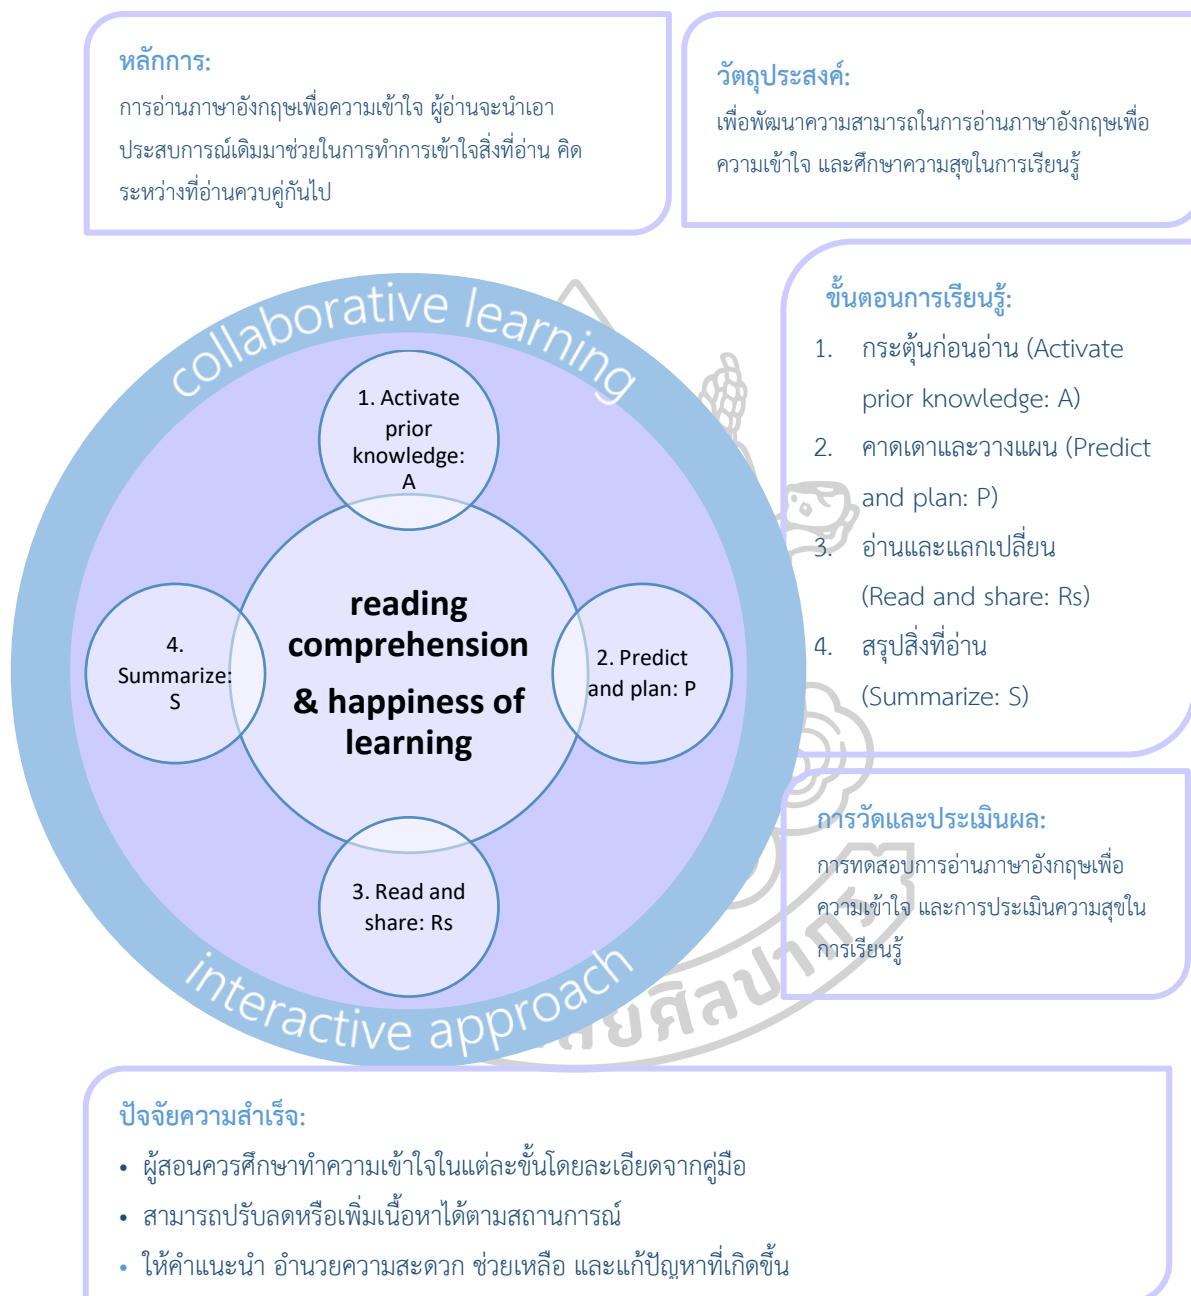 หลักการ:
การอ่านภาษาอังกฤษเพื่อความเข้าใจ ผู้อ่านจะนำเอา
ประสบการณ์เดิมมาช่วยในการทำการเข้าใจสิ่งที่อ่าน คิด
ระหว่างที่อ่านควบคู่กันไป
วัตถุประสงค์:
เพื่อพัฒนาความสามารถในการอ่านภาษาอังกฤษเพื่อ
ความเข้าใจ และศึกษาความสุขในการเรียนรู้
collaborative learning
1. Activate
prior
knowledge:
A
reading
comprehension
& happiness of
learning
2. Predict
and plan: P
3. Read and
share: Rs
4.
Summarize:
S
interactive approach
ขั้นตอนการเรียนรู้:
1. กระตุ้นก่อนอ่าน (Activate
prior knowledge: A)
2. คาดเดาและวางแผน (Predict
and plan: P)
3. อ่านและแลกเปลี่ยน
(Read and share: Rs)
4. สรุปสิ่งที่อ่าน
(Summarize: S)
การวัดและประเมินผล:
การทดสอบการอ่านภาษาอังกฤษเพื่อ
ความเข้าใจ และการประเมินความสุขใน
การเรียนรู้
ยศิลปากร
ปัจจัยความสำเร็จ:
• ผู้สอนควรศึกษาทำความเข้าใจในแต่ละขั้นโดยละเอียดจากคู่มือ
• สามารถปรับลดหรือเพิ่มเนื้อหาได้ตามสถานการณ์
• ให้คำแนะนำ อำนวยความสะดวก ช่วยเหลือ และแก้ปัญหาที่เกิดขึ้น